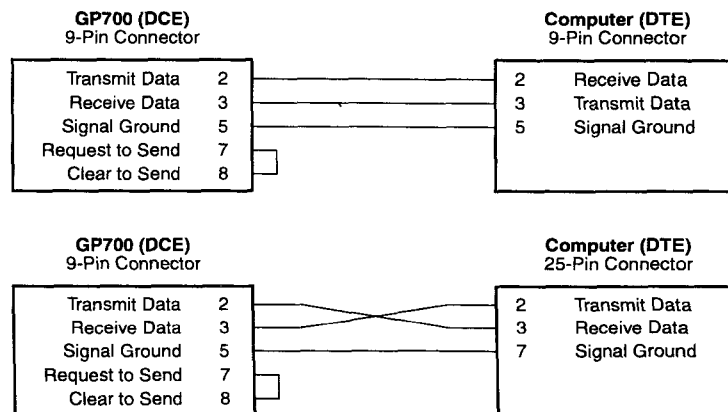 GP700 (DCE)
9-Pin Connector
Computer (DTE)
9-Pin Connector
Transmit Data 2
2 Receive Data
Receive Data 3
3 Transmit Data
Signal Ground 5
5 Signal Ground
Request to Send 7
Clear to Send 8
GP700 (DCE)
9-Pin Connector
Computer (DTE)
25-Pin Connector
Transmit Data 2
2 Transmit Data
Receive Data 3
3 Receive Data
Signal Ground 5
7 Signal Ground
Request to Send 7
Clear to Send 8